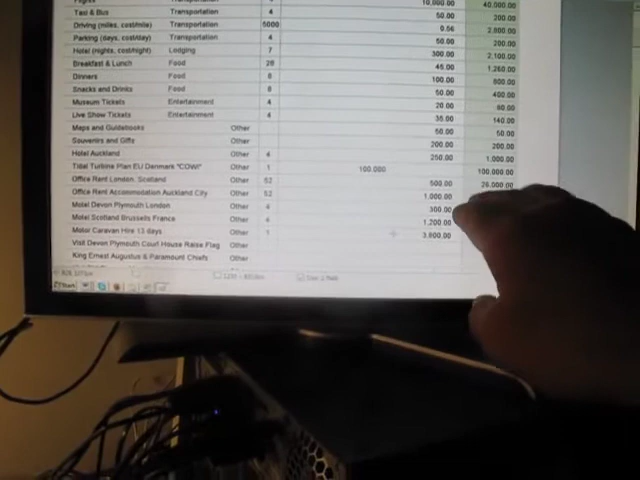 Flights 10,000.00 40,000.00
Taxi & Bus Transportation 4 50.00 200.00
Driving (miles, cost/mile) Transportation 5000 0.56 2,800.00
Parking (days, cost/day) Transportation 4 50.00 200.00
Hotel (nights, cost/night) Lodging 7 300.00 2,100.00
Breakfast & Lunch Food 28 45.00 1,260.00
Dinners Food 8 100.00 800.00
Snacks and Drinks Food 8 50.00 400.00
Museum Tickets Entertainment 4 20.00 80.00
Live Show Tickets Entertainment 4 35.00 140.00
Maps and Guidebooks Other 50.00 50.00
Souvenirs and Gifts Other 200.00 200.00
Hotel Auckland Other 4 250.00 1,000.00
Tidal Turbine Plan EU Danmark "COWI" Other 1 100.000 100,000.00
Office Rent London, Scotland Other 52 500.00 26,000.00
Office Rent Accommodation Auckland City Other 52 1,000.00
Motel Devon Plymouth London Other 4 300.00
Motel Scotland Brussels France Other 4 1,200.00
Motor Caravan Hire 13 days Other 1 3,800.00
Visit Devon Plymouth Court House Raise Flag Other
King Ernest Augustus & Paramount Chiefs Other